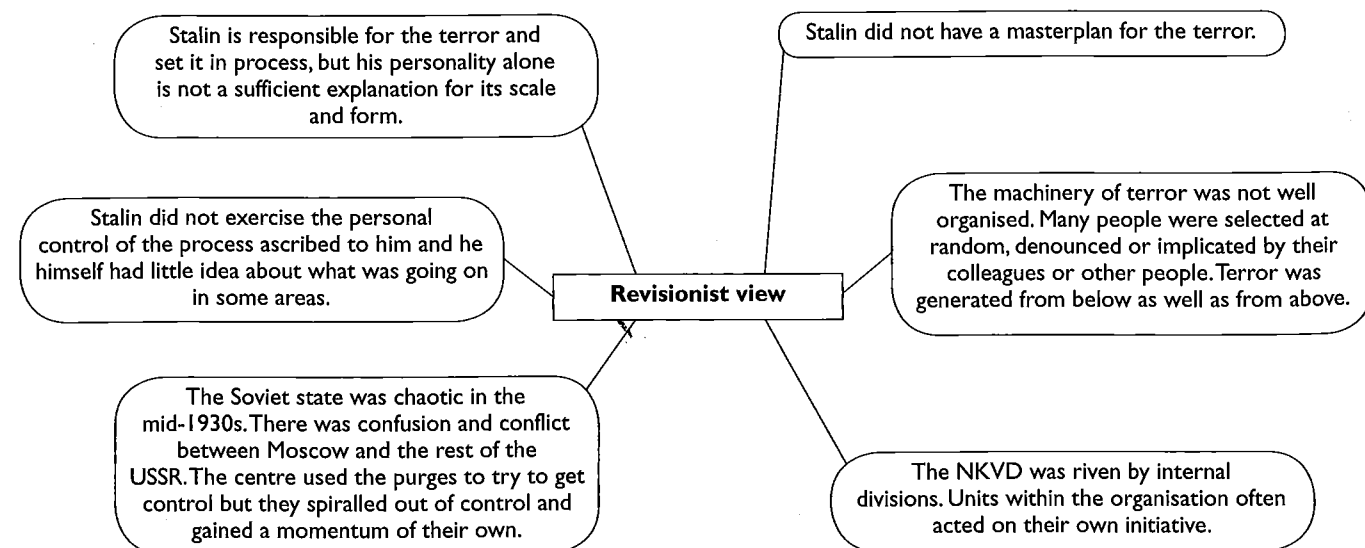 Stalin is responsible for the terror and
set it in process, but his personality alone
is not a sufficient explanation for its scale
and form.
Stalin did not have a masterplan for the terror.
Stalin did not exercise the personal
control of the process ascribed to him and he
himself had little idea about what was going on
in some areas.
Revisionist view
The machinery of terror was not well
organised. Many people were selected at
random, denounced or implicated by their
colleagues or other people. Terror was
generated from below as well as from above.
The Soviet state was chaotic in the
mid-1930s. There was confusion and conflict
between Moscow and the rest of the
USSR. The centre used the purges to try to get
control but they spiralled out of control and
gained a momentum of their own.
The NKVD was riven by internal
divisions. Units within the organisation often
acted on their own initiative.